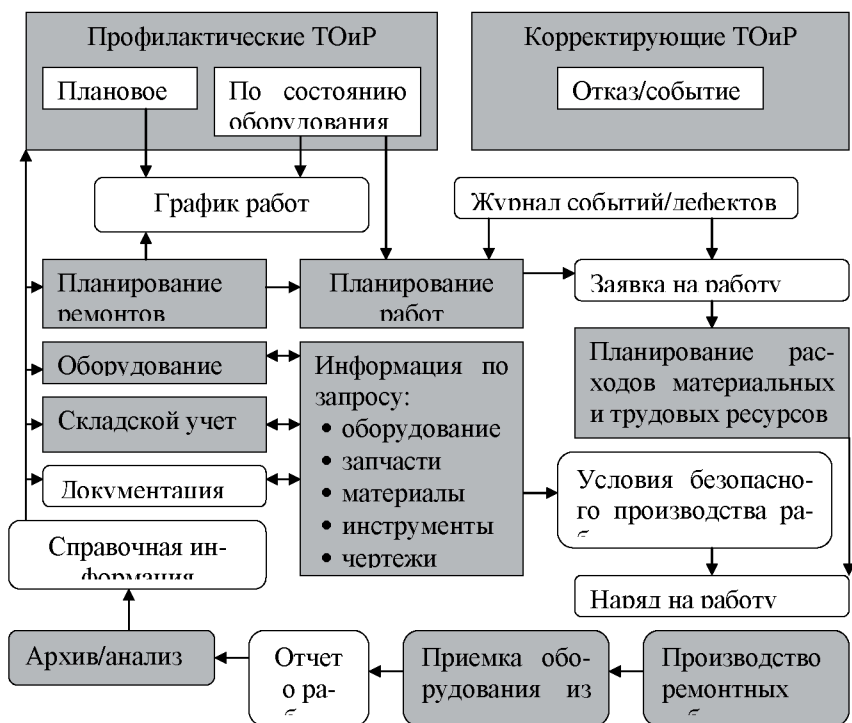 Профилактические ТОиР
Плановое
По состоянию
оборудования
Корректирующие ТОиР
Отказ/событие
График работ
Журнал событий/дефектов
Планирование
ремонтов
Планирование
работ
Заявка на работу
Оборудование
Складской учет
Документация
Справочная ин-
формация
Информация по
запросу:
• оборудование
• запчасти
• материалы
• инструменты
• чертежи
Планирование рас-
ходов материальных
и трудовых ресурсов
Условия безопасно-
го производства ра-
Наряд на работу
Архив/анализ
Отчет
о ра-
Приемка обо-
рудования из
Производство
ремонтных